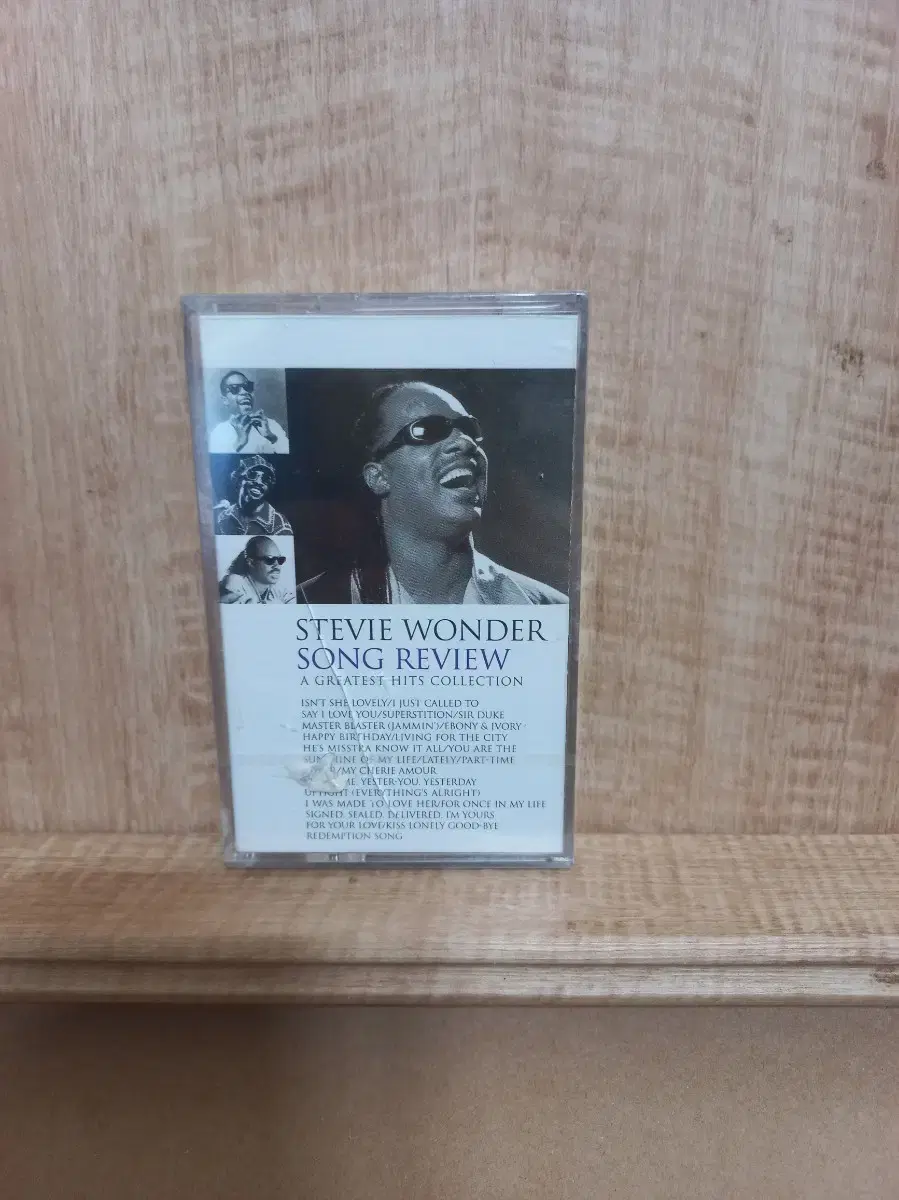 STEVIE WONDER
SONG REVIEW
A GREATEST HITS COLLECTION
ISN'T SHE LOVELY/I JUST CALLED TO
SAY I LOVE YOU/SUPERSTITION/SIR DUKE
MASTER BLASTER (JAMMIN')/EBONY & IVORY
HAPPY BIRTHDAY/LIVING FOR THE CITY
HE'S MISSTRA KNOW IT ALL/YOU ARE THE
OF MY LIFE/LATELY/PART-TIME
/MY CHERIE AMOUR
ME, YESTER-YOU, YESTERDAY
UPTIGHT (EVERYTHING'S ALRIGHT)
I WAS MADE TO LOVE HER/FOR ONCE IN MY LIFE
SIGNED, SEALED, DELIVERED, I'M YOURS
FOR YOUR LOVE/KISS LONELY GOOD-BYE
REDEMPTION SONG